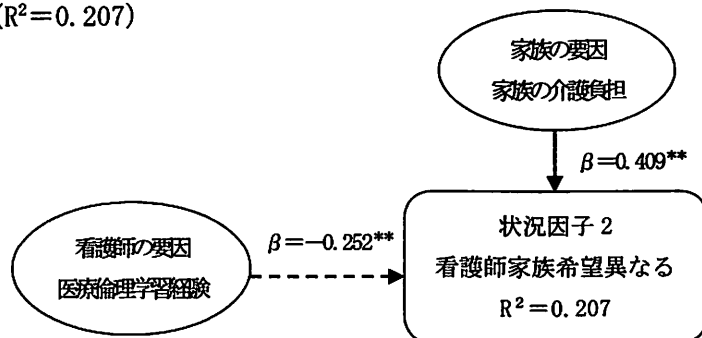 (R²=0.207)
家族の要因
家族の介護負担
β=0.409**
看護師の要因
医療倫理学習経験
β=-0.252**
状況因子2
看護師家族希望異なる
R²=0.207